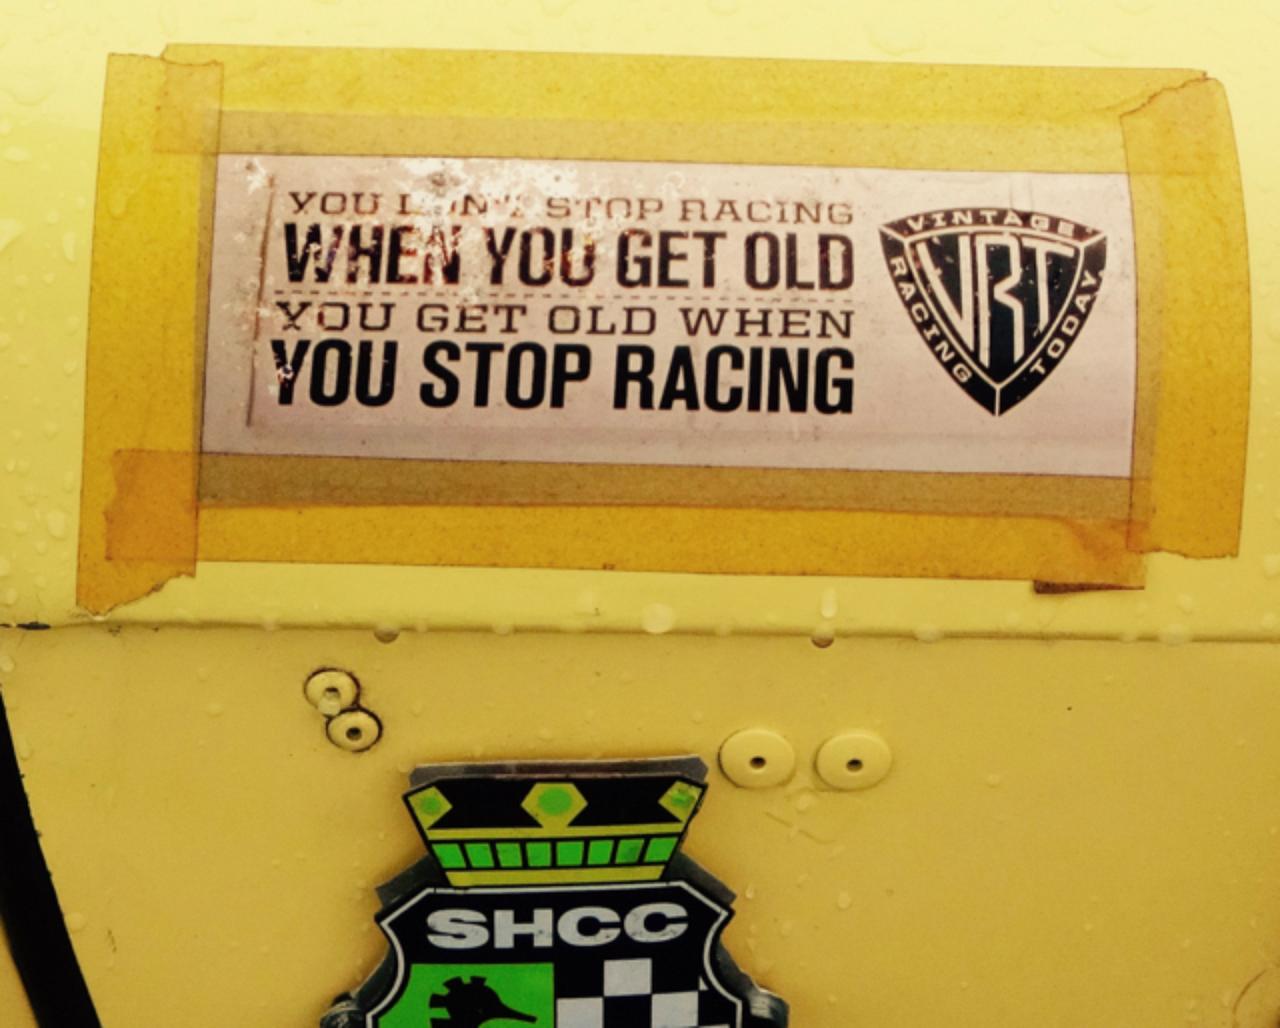 YOU DON'T STOP RACING
WHEN YOU GET OLD
YOU GET OLD WHEN
YOU STOP RACING
VINTAGE
VRT
RACING
TODAY
SHCC